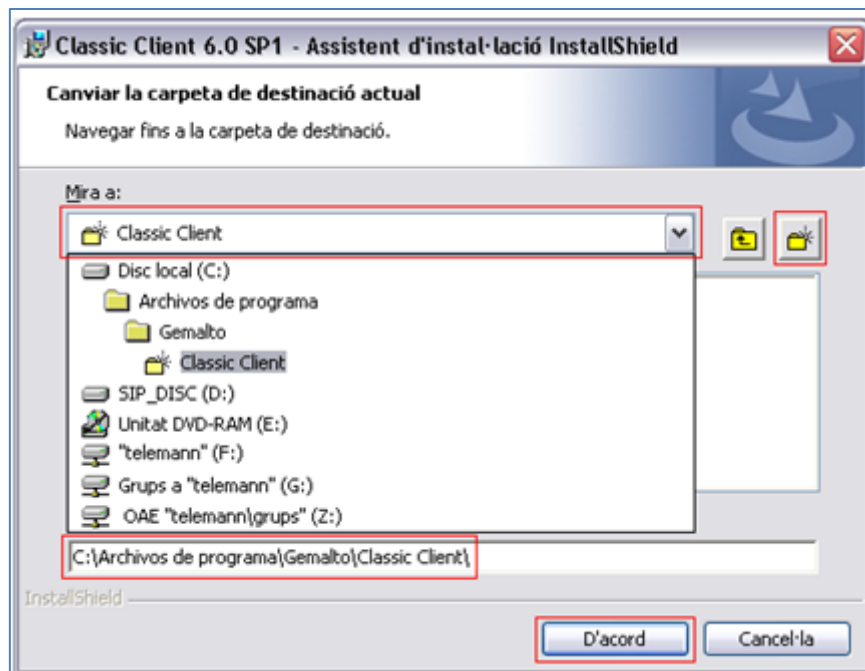 Classic Client 6.0 SP1 - Assistent d'instal·lació InstallShield
Canviar la carpeta de destinació actual
Navegar fins a la carpeta de destinació.
Mira a:
Classic Client
Disc local (C:)
Archivos de programa
Gemalto
Classic Client
SIP_DISC (D:)
Unitat DVD-RAM (E:)
"telemann" (F:)
Grups a "telemann" (G:)
OAE "telemann\grups" (Z:)
C:\Archivos de programa\Gemalto\Classic Client\
InstallShield
D'acord
Cancel·la